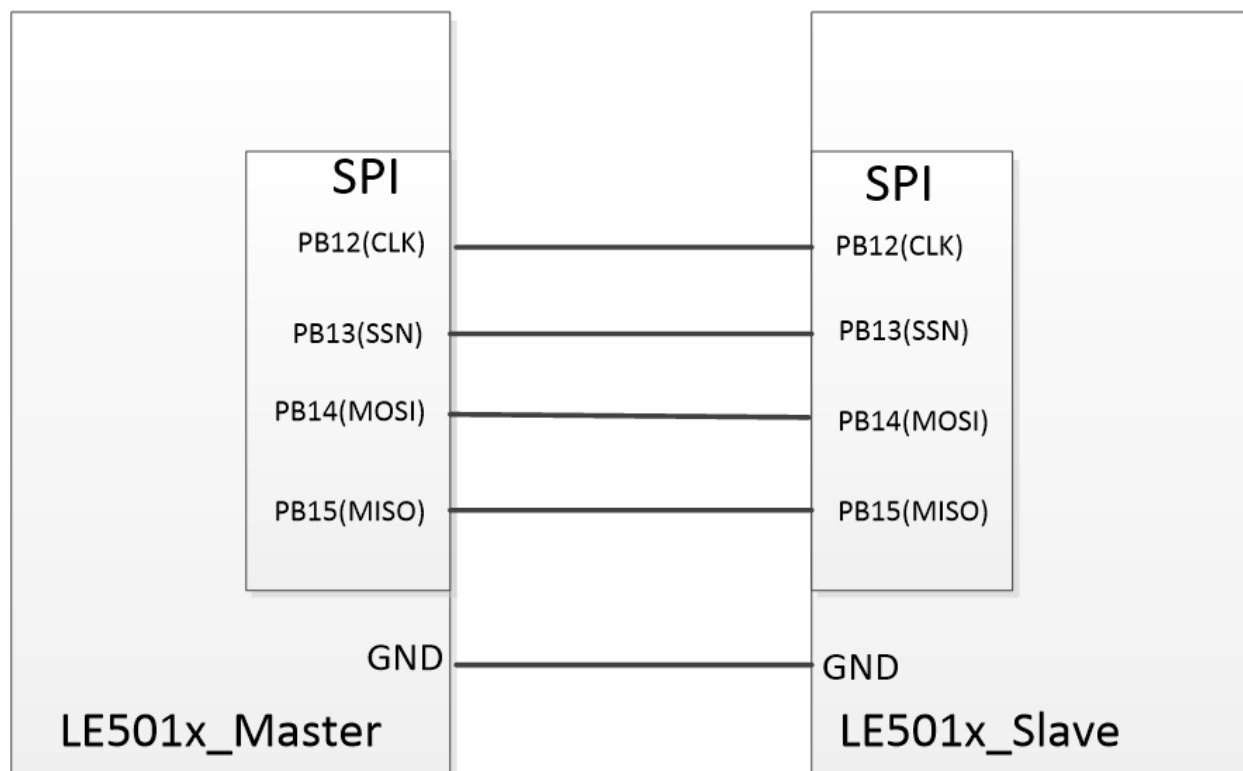 SPI
PB12(CLK)
PB13(SSN)
PB14(MOSI)
PB15(MISO)
GND
LE501x_Master
SPI
PB12(CLK)
PB13(SSN)
PB14(MOSI)
PB15(MISO)
GND
LE501x_Slave